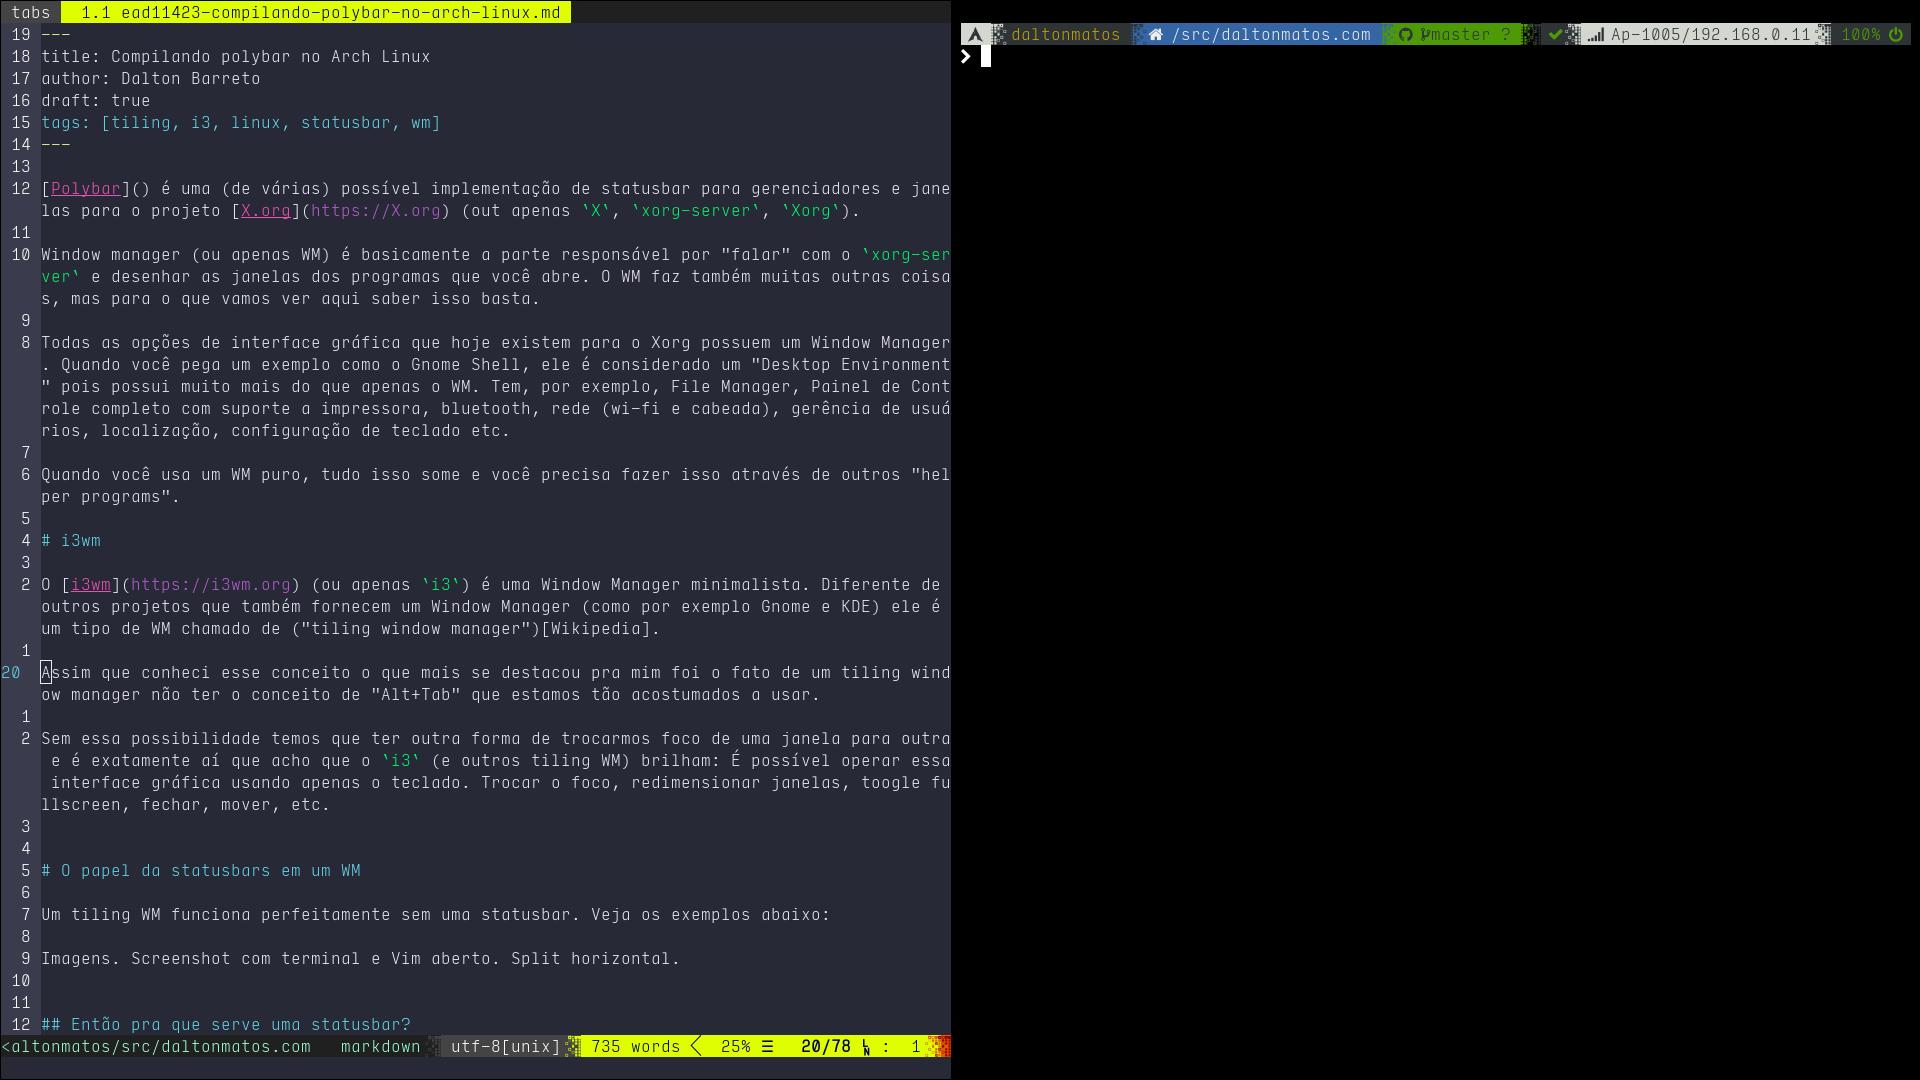 tabs 1.1 ead11423-compilando-polybar-no-arch-linux.md
19 ---
18 title: Compilando polybar no Arch Linux
17 author: Dalton Barreto
16 draft: true
15 tags: [tiling, i3, linux, statusbar, wm]
14 ---
13
12 [Polybar]() é uma (de várias) possível implementação de statusbar para gerenciadores e jane
las para o projeto [X.org](https://X.org) (out apenas `X`, `xorg-server`, `Xorg`).
11
10 Window manager (ou apenas WM) é basicamente a parte responsável por "falar" com o `xorg-ser
ver` e desenhar as janelas dos programas que você abre. O WM faz também muitas outras coisa
s, mas para o que vamos ver aqui saber isso basta.
9
8 Todas as opções de interface gráfica que hoje existem para o Xorg possuem um Window Manager
. Quando você pega um exemplo como o Gnome Shell, ele é considerado um "Desktop Environment
" pois possui muito mais do que apenas o WM. Tem, por exemplo, File Manager, Painel de Cont
role completo com suporte a impressora, bluetooth, rede (wi-fi e cabeada), gerência de usuá
rios, localização, configuração de teclado etc.
7
6 Quando você usa um WM puro, tudo isso some e você precisa fazer isso através de outros "hel
per programs".
5
4 # i3wm
3
2 O [i3wm](https://i3wm.org) (ou apenas `i3`) é uma Window Manager minimalista. Diferente de
outros projetos que também fornecem um Window Manager (como por exemplo Gnome e KDE) ele é
um tipo de WM chamado de ("tiling window manager")[Wikipedia].
1
20 Assim que conheci esse conceito o que mais se destacou pra mim foi o fato de um tiling wind
ow manager não ter o conceito de "Alt+Tab" que estamos tão acostumados a usar.
1
2 Sem essa possibilidade temos que ter outra forma de trocarmos foco de uma janela para outra
e é exatamente aí que acho que o `i3` (e outros tiling WM) brilham: É possível operar essa
interface gráfica usando apenas o teclado. Trocar o foco, redimensionar janelas, toogle fu
llscreen, fechar, mover, etc.
3
4
5 # O papel da statusbars em um WM
6
7 Um tiling WM funciona perfeitamente sem uma statusbar. Veja os exemplos abaixo:
8
9 Imagens. Screenshot com terminal e Vim aberto. Split horizontal.
10
11
12 ## Então pra que serve uma statusbar?
<altonmatos/src/daltonmatos.com markdown utf-8[unix] 735 words 25% ☰ 20/78 : 1
daltonmatos /src/daltonmatos.com master ? ✔ Ap-1005/192.168.0.11 100%
❯